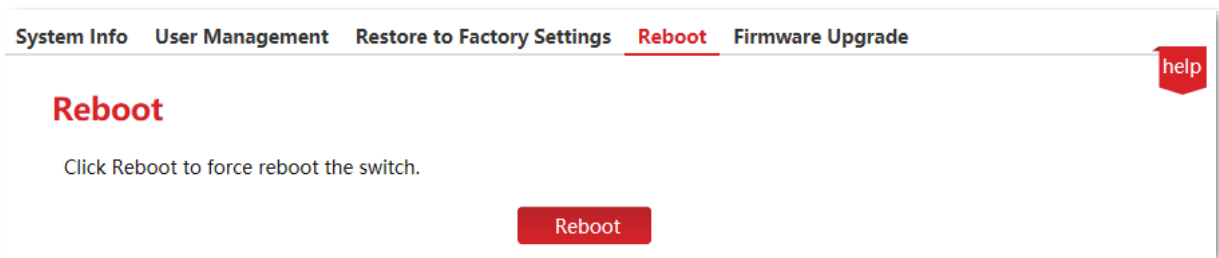 System Info User Management Restore to Factory Settings Reboot Firmware Upgrade
help
Reboot
Click Reboot to force reboot the switch.
Reboot